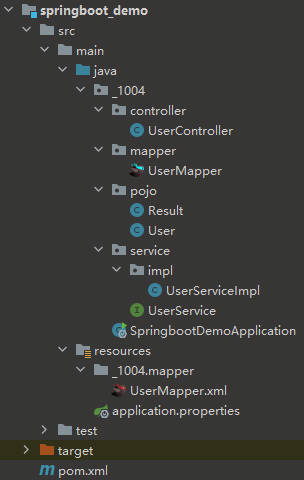 springboot_demo
src
main
java
_1004
controller
UserController
mapper
UserMapper
pojo
Result
User
service
impl
UserServiceImpl
UserService
SpringbootDemoApplication
resources
_1004.mapper
UserMapper.xml
application.properties
test
target
pom.xml